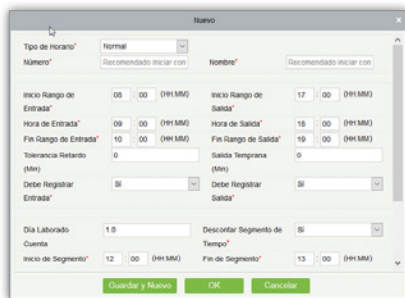 Nuevo
Tipo de Horario* Normal
Número* Recomendado iniciar con Nombre* Recomendado iniciar con
Inicio Rango de Entrada* 08 : 00 (HH:MM) Inicio Rango de Salida* 17 : 00 (HH:MM)
Hora de Entrada* 09 : 00 (HH:MM) Hora de Salida* 18 : 00 (HH:MM)
Fin Rango de Entrada* 10 : 00 (HH:MM) Fin Rango de Salida* 19 : 00 (HH:MM)
Tolerancia Retardo (Min) 0 Salida Temprana (Min) 0
Debe Registrar Entrada* Sí Debe Registrar Salida* Sí
Día Laborado Cuenta 1.0 Descontar Segmento de Tiempo* Sí
Inicio de Segmento* 12 : 00 (HH:MM) Fin de Segmento* 13 : 00 (HH:MM)
Guardar y Nuevo OK Cancelar